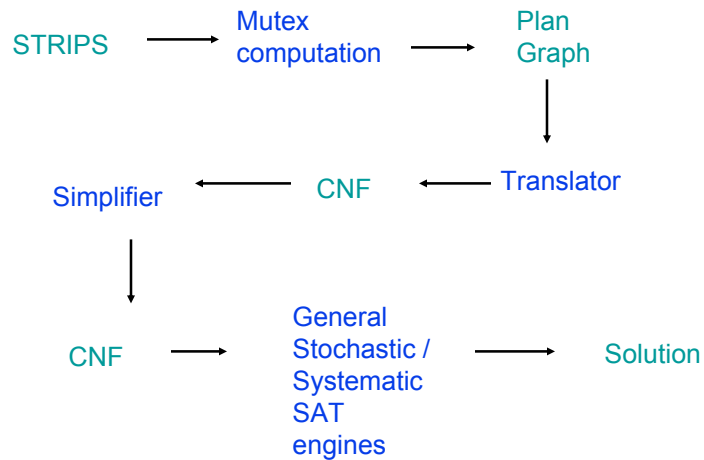 STRIPS
Mutex
computation
Plan
Graph
Translator
CNF
Simplifier
CNF
General
Stochastic /
Systematic
SAT
engines
Solution